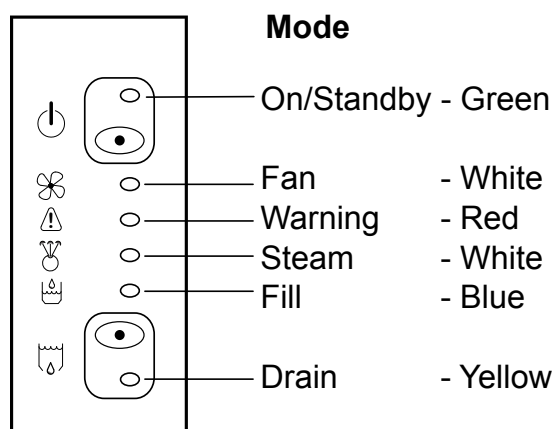 Mode
On/Standby - Green
Fan - White
Warning - Red
Steam - White
Fill - Blue
Drain - Yellow